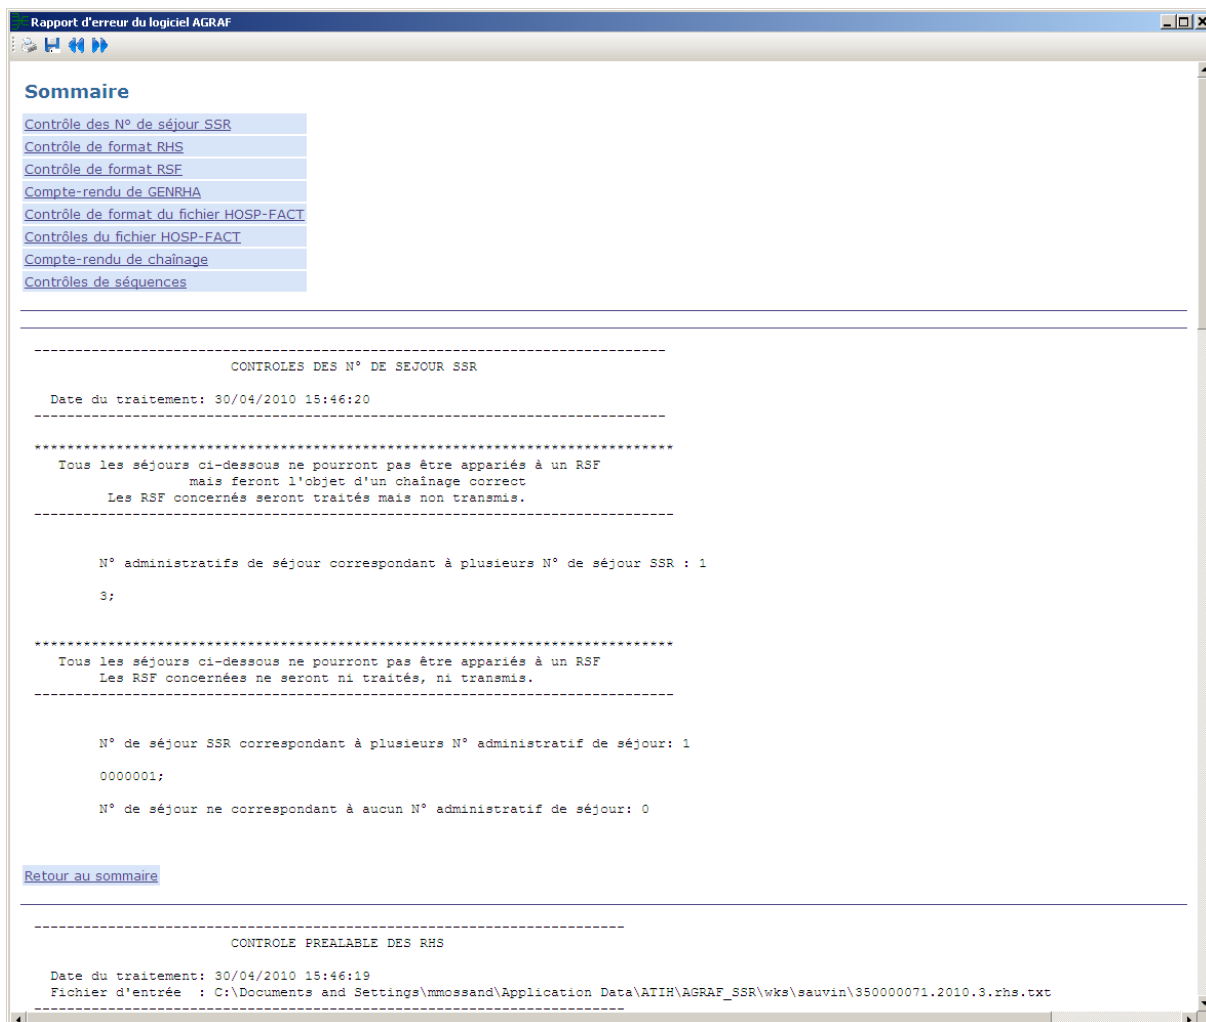 Rapport d'erreur du logiciel AGRAF
Sommaire
Contrôle des N° de séjour SSR
Contrôle de format RHS
Contrôle de format RSF
Compte-rendu de GENRHA
Contrôle de format du fichier HOSP-FACT
Contrôles du fichier HOSP-FACT
Compte-rendu de chaînage
Contrôles de séquences
-----------------------------------------------------------------------------
CONTROLES DES N° DE SEJOUR SSR
Date du traitement: 30/04/2010 15:46:20
-----------------------------------------------------------------------------
******************************************************************************
Tous les séjours ci-dessous ne pourront pas être appariés à un RSF
mais feront l'objet d'un chaînage correct
Les RSF concernés seront traités mais non transmis.
------------------------------------------------------------------------------
N° administratifs de séjour correspondant à plusieurs N° de séjour SSR : 1
3;
******************************************************************************
Tous les séjours ci-dessous ne pourront pas être appariés à un RSF
Les RSF concernées ne seront ni traités, ni transmis.
------------------------------------------------------------------------------
N° de séjour SSR correspondant à plusieurs N° administratif de séjour: 1
0000001;
N° de séjour ne correspondant à aucun N° administratif de séjour: 0
Retour au sommaire
------------------------------------------------------------------------
CONTROLE PREALABLE DES RHS
Date du traitement: 30/04/2010 15:46:19
Fichier d'entrée  : C:\Documents and Settings\mmossand\Application Data\ATIH\AGRAF_SSR\wks\sauvin\350000071.2010.3.rhs.txt
------------------------------------------------------------------------